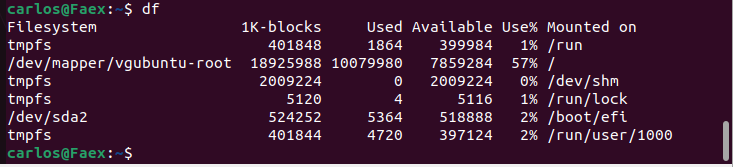 carlos@Faex:~$ df
Filesystem 1K-blocks Used Available Use% Mounted on
tmpfs 401848 1864 399984 1% /run
/dev/mapper/vgubuntu-root 18925988 10079980 7859284 57% /
tmpfs 2009224 0 2009224 0% /dev/shm
tmpfs 5120 4 5116 1% /run/lock
/dev/sda2 524252 5364 518888 2% /boot/efi
tmpfs 401844 4720 397124 2% /run/user/1000
carlos@Faex:~$